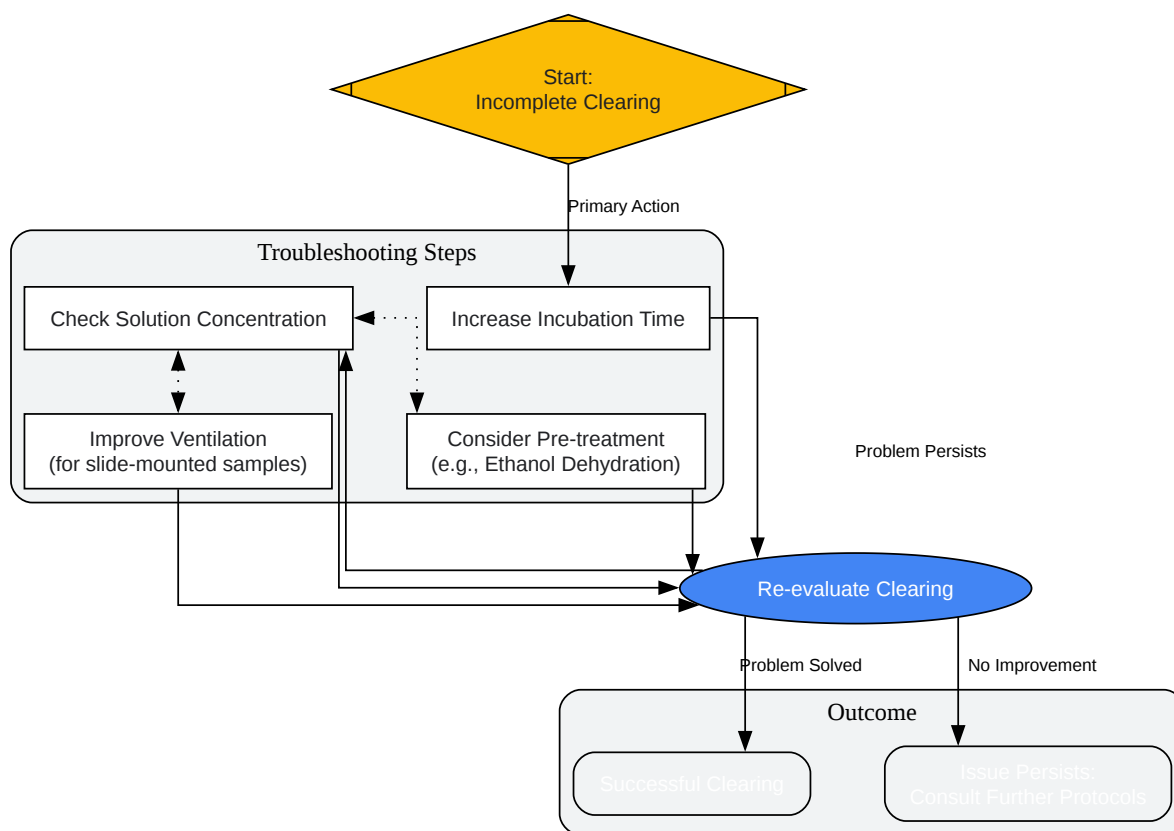 Start:
Incomplete Clearing
Primary Action
Troubleshooting Steps
Check Solution Concentration
Increase Incubation Time
Improve Ventilation
(for slide-mounted samples)
Consider Pre-treatment
(e.g., Ethanol Dehydration)
Problem Persists
Re-evaluate Clearing
Problem Solved
No Improvement
Outcome
Successful Clearing
Issue Persists:
Consult Further Protocols